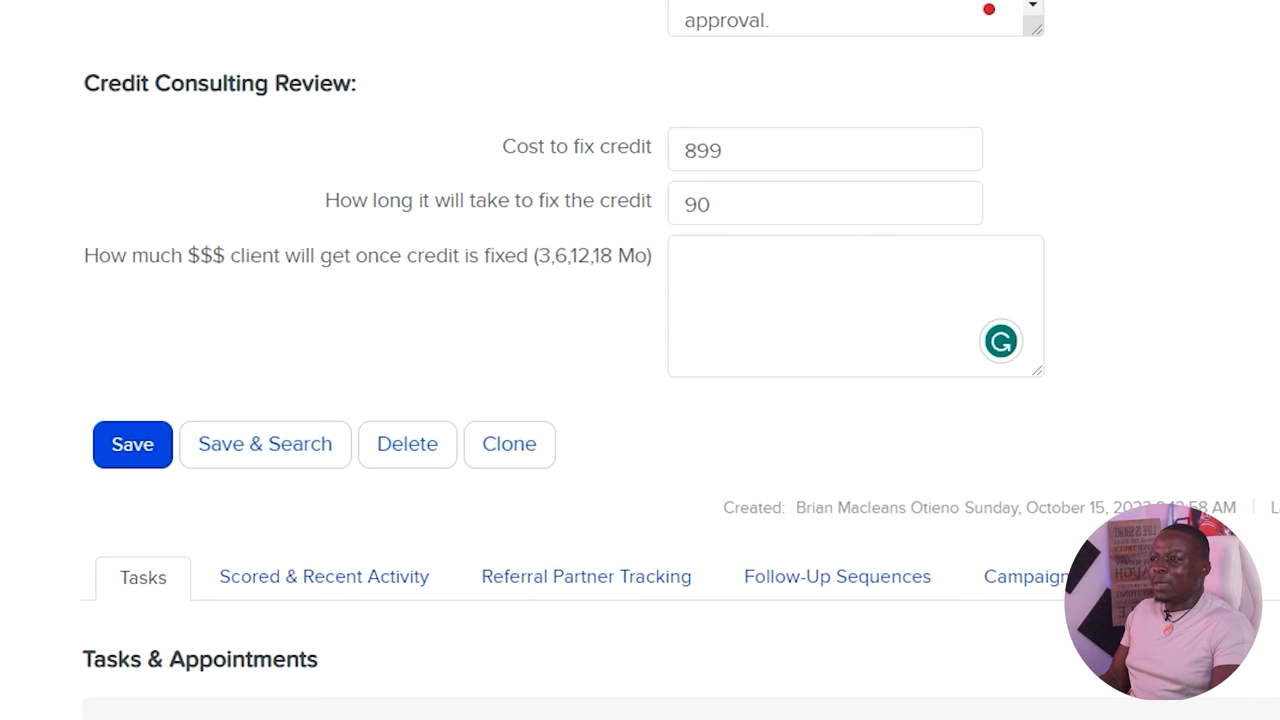 approval.
Credit Consulting Review:
Cost to fix credit 899
How long it will take to fix the credit 90
How much $$$ client will get once credit is fixed (3,6,12,18 Mo)
Save Save & Search Delete Clone
Created: Brian Macleans Otieno Sunday, October 15, AM
Tasks Scored & Recent Activity Referral Partner Tracking Follow-Up Sequences
Tasks & Appointments